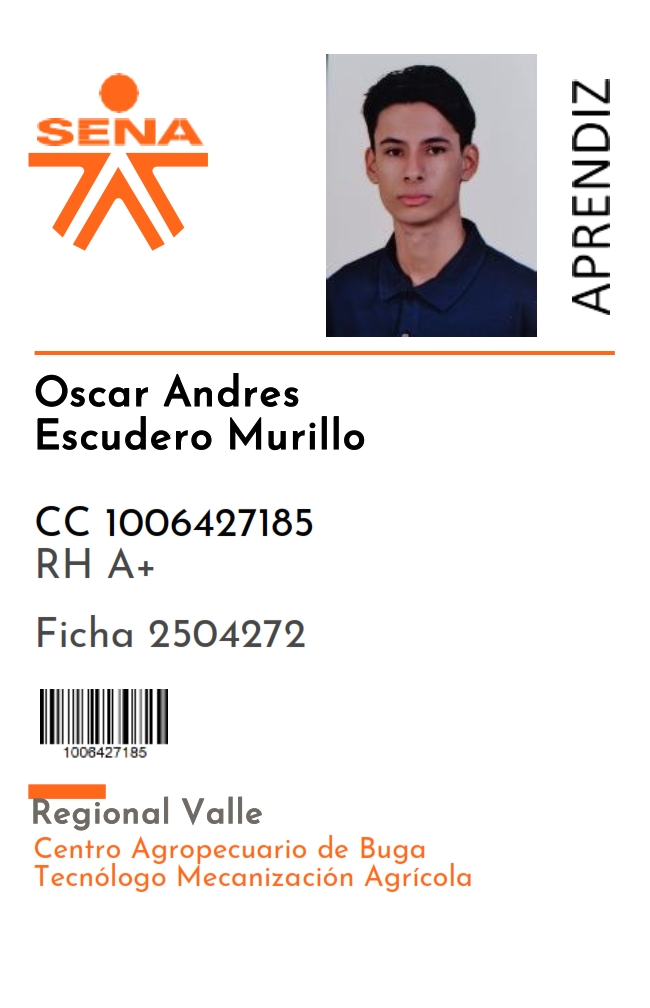 SENA
APRENDIZ
Oscar Andres
Escudero Murillo
CC 1006427185
RH A+
Ficha 2504272
1006427185
Regional Valle
Centro Agropecuario de Buga
Tecnólogo Mecanización Agrícola